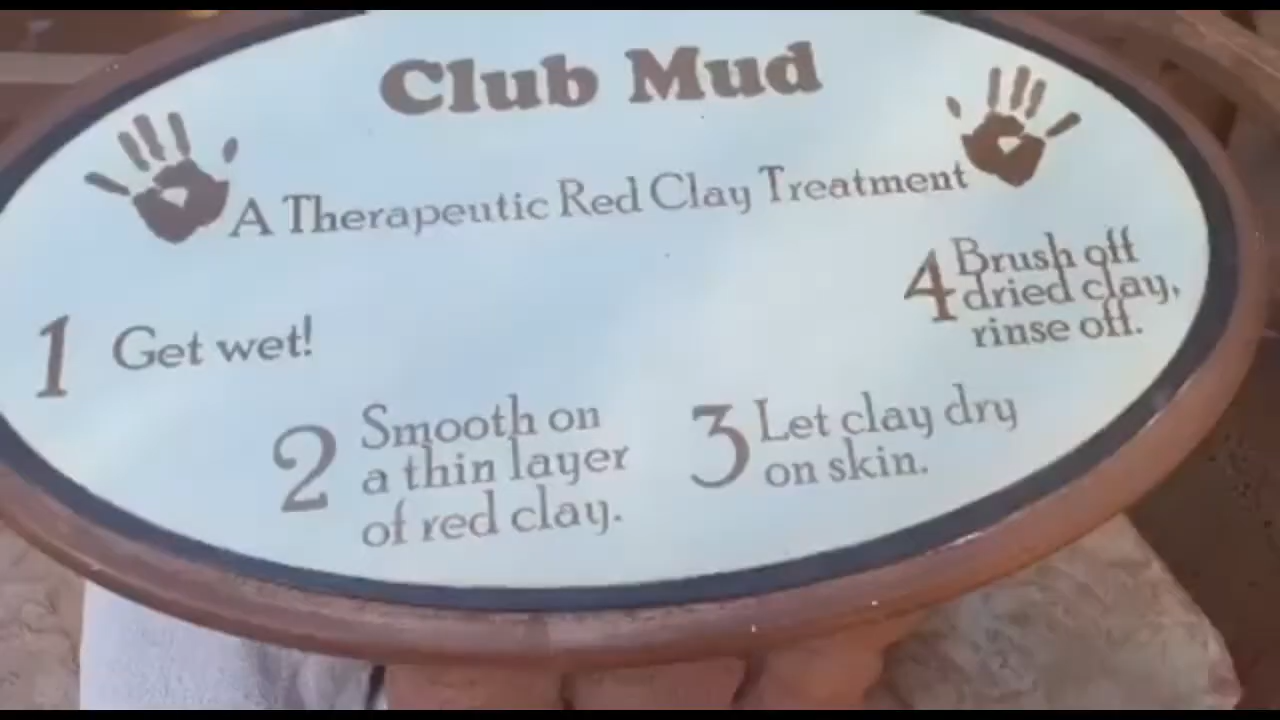 Club Mud
A Therapeutic Red Clay Treatment
1 Get wet!
2 Smooth on
a thin layer
of red clay.
3 Let clay dry
on skin.
4 Brush off
dried clay,
rinse off.